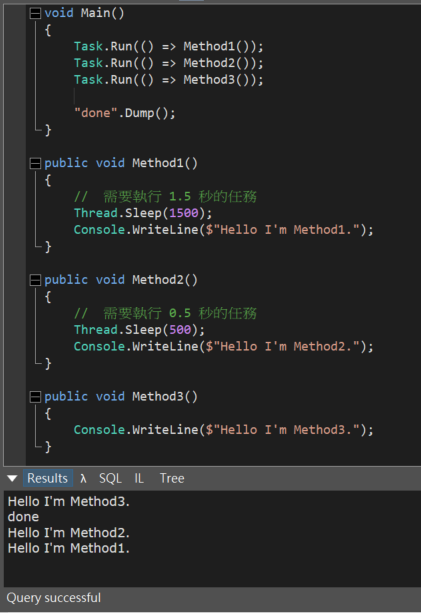 void Main()
{
Task.Run(() => Method1());
Task.Run(() => Method2());
Task.Run(() => Method3());
"done".Dump();
}
public void Method1()
{
// 需要執行 1.5 秒的任務
Thread.Sleep(1500);
Console.WriteLine($"Hello I'm Method1.");
}
public void Method2()
{
// 需要執行 0.5 秒的任務
Thread.Sleep(500);
Console.WriteLine($"Hello I'm Method2.");
}
public void Method3()
{
Console.WriteLine($"Hello I'm Method3.");
}
Results λ SQL IL Tree
Hello I'm Method3.
done
Hello I'm Method2.
Hello I'm Method1.
Query successful